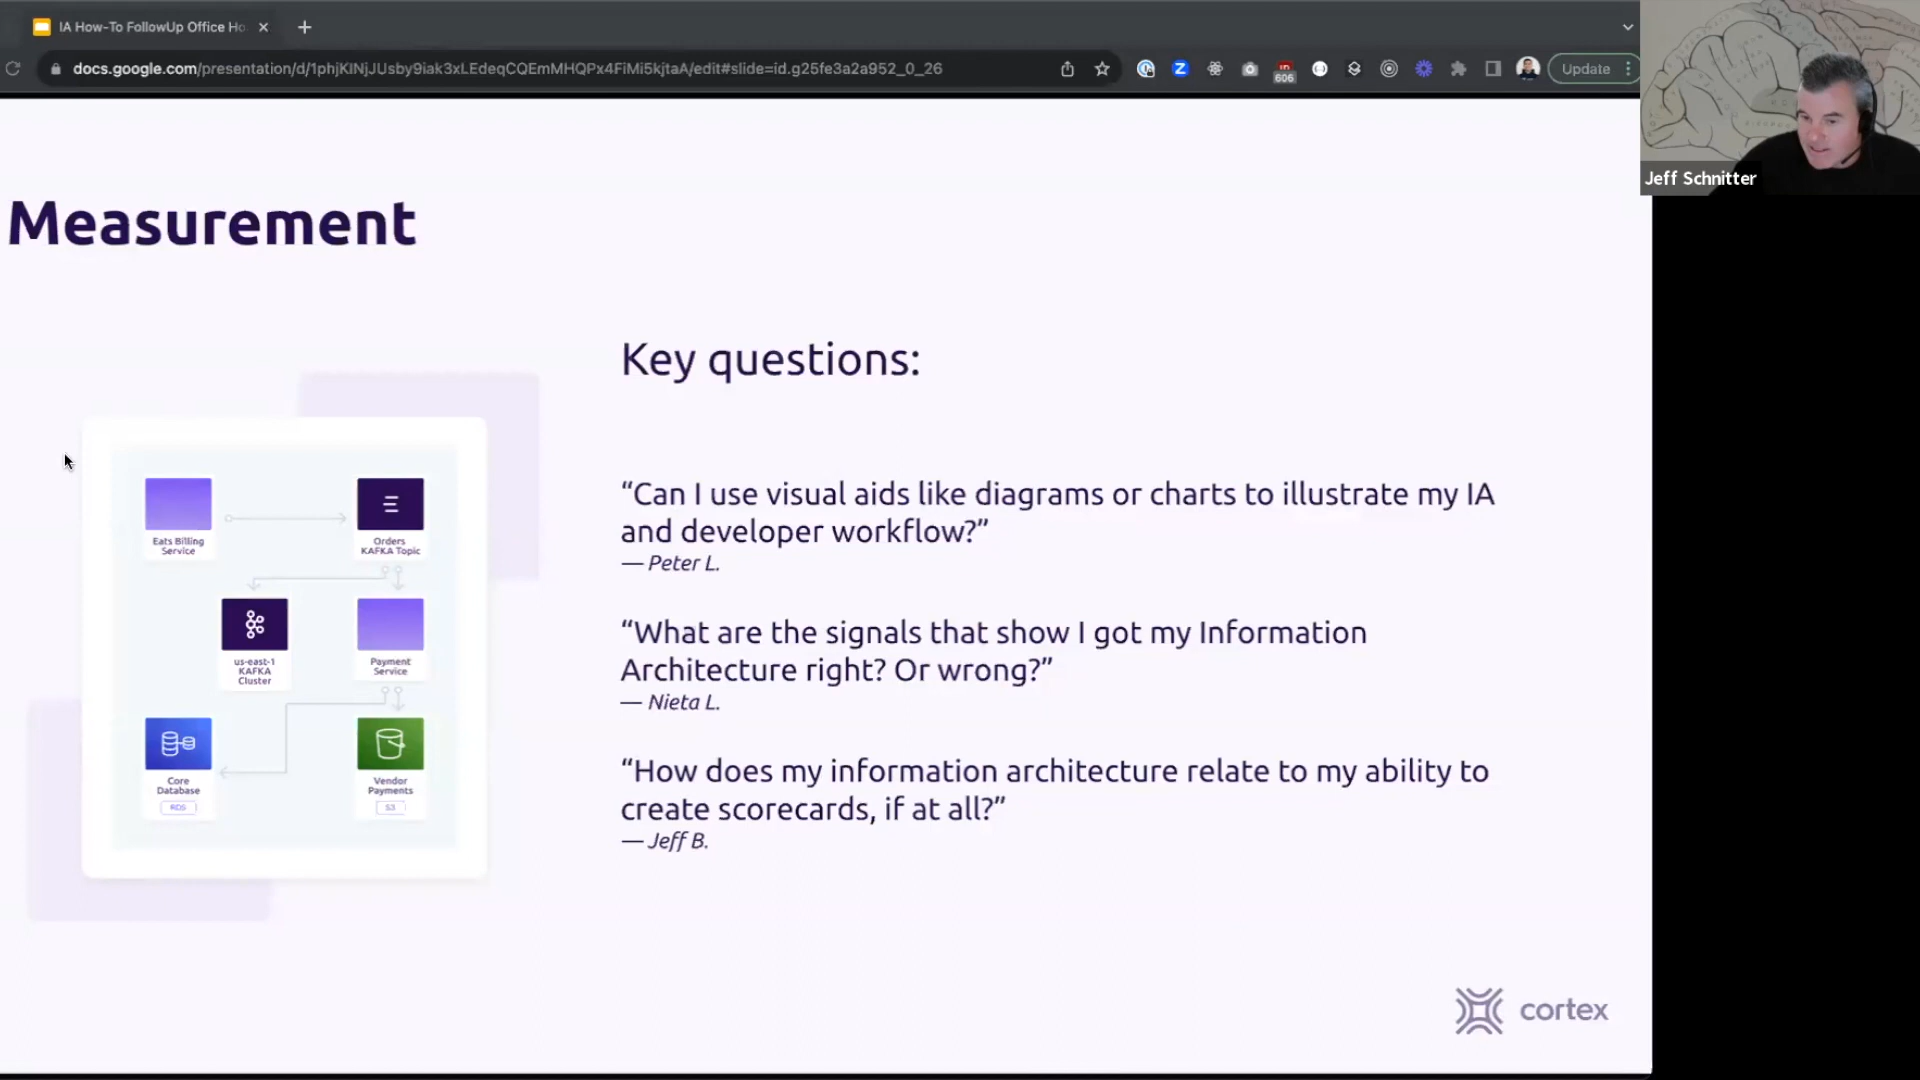 IA How-To FollowUp Office Ho
docs.google.com/presentation/d/1phjKINjJUsby9iak3xLEdeqCQEmMHQPx4FiMi5kjtaA/edit#slide=id.g25fe3a2a952_0_26
606
Update
Jeff Schnitter
Measurement
Key questions:
“Can I use visual aids like diagrams or charts to illustrate my IA
and developer workflow?”
— Peter L.
“What are the signals that show I got my Information
Architecture right? Or wrong?”
— Nieta L.
“How does my information architecture relate to my ability to
create scorecards, if at all?”
— Jeff B.
Eats Billing
Service
Orders
KAFKA Topic
us-east-1
KAFKA
Cluster
Payment
Service
Core
Database
RDS
Vendor
Payments
S3
cortex